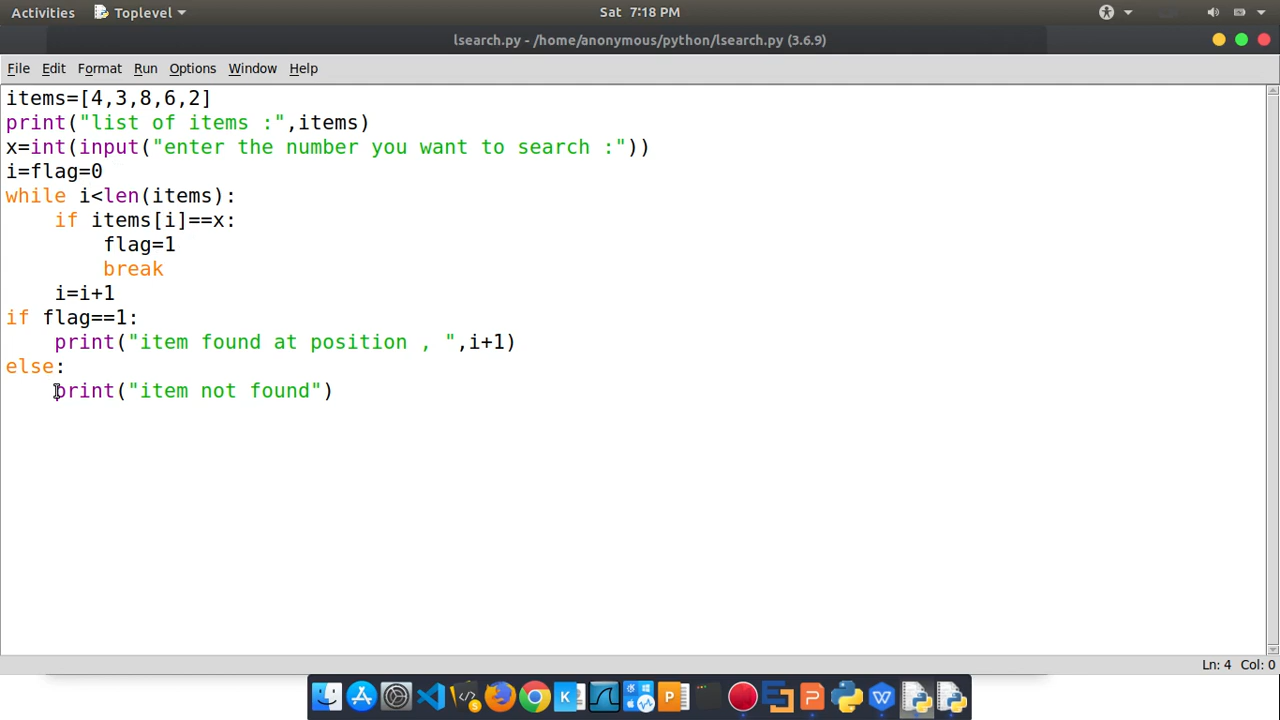 Activities Toplevel Sat 7:18 PM
lsearch.py - /home/anonymous/python/lsearch.py (3.6.9)
File Edit Format Run Options Window Help
items=[4,3,8,6,2]
print("list of items :",items)
x=int(input("enter the number you want to search :"))
i=flag=0
while i<len(items):
    if items[i]==x:
        flag=1
        break
    i=i+1
if flag==1:
    print("item found at position , ",i+1)
else:
    print("item not found")
Ln: 4 Col: 0